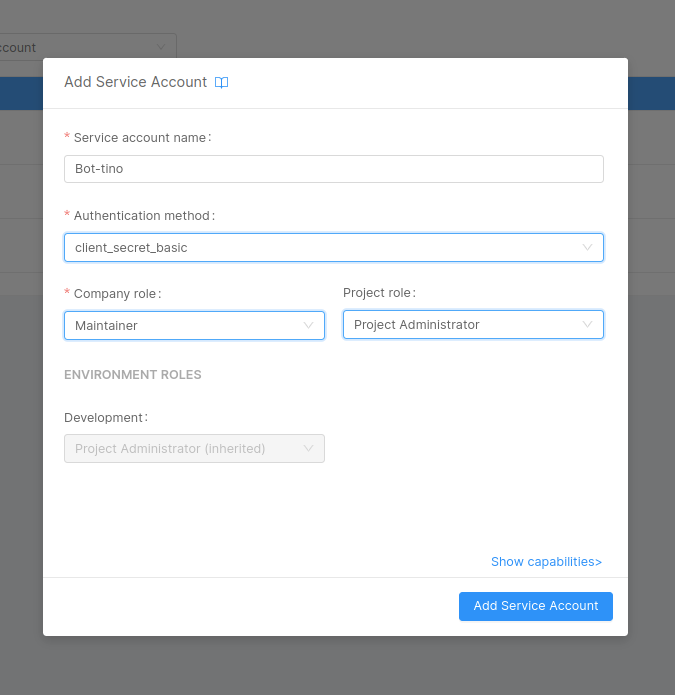 ccount
Add Service Account
* Service account name:
Bot-tino
* Authentication method:
client_secret_basic
* Company role:
Project role:
Maintainer
Project Administrator
ENVIRONMENT ROLES
Development:
Project Administrator (inherited)
Show capabilities>
Add Service Account